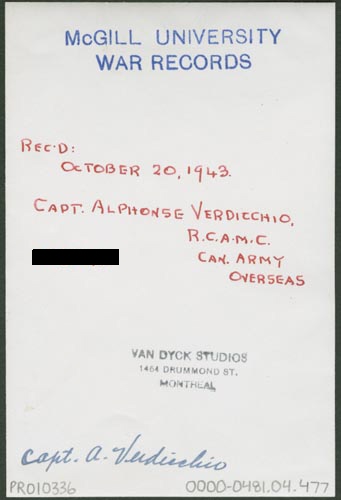 McGILL UNIVERSITY
WAR RECORDS
REC'D:
OCTOBER 20, 1943.
CAPT. ALPHONSE VERDICCHIO,
R.C.A.M.C.
CAN. ARMY
OVERSEAS
VAN DYCK STUDIOS
1464 DRUMMOND ST.
MONTREAL
Capt. A. Verdicchio
PR010336
0000-0481.04.477